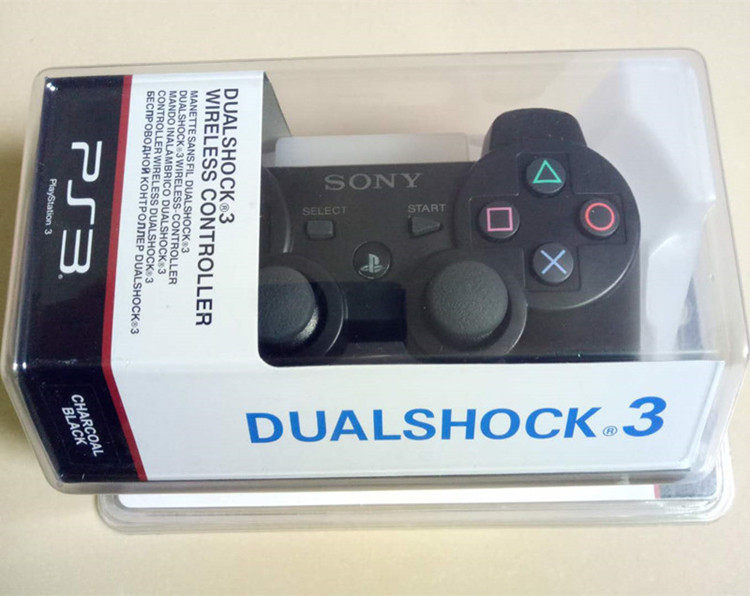 PS3
PlayStation 3
DUALSHOCK®3
WIRELESS CONTROLLER
MANETTE SANS FIL DUALSHOCK®3
DUALSHOCK®3 WIRELESS-CONTROLLER
MANDO INALÁMBRICO DUALSHOCK®3
CONTROLLER WIRELESS DUALSHOCK®3
БЕСПРОВОДНОЙ КОНТРОЛЛЕР DUALSHOCK®3
CHARCOAL
BLACK
SONY
SELECT
START
DUALSHOCK®3